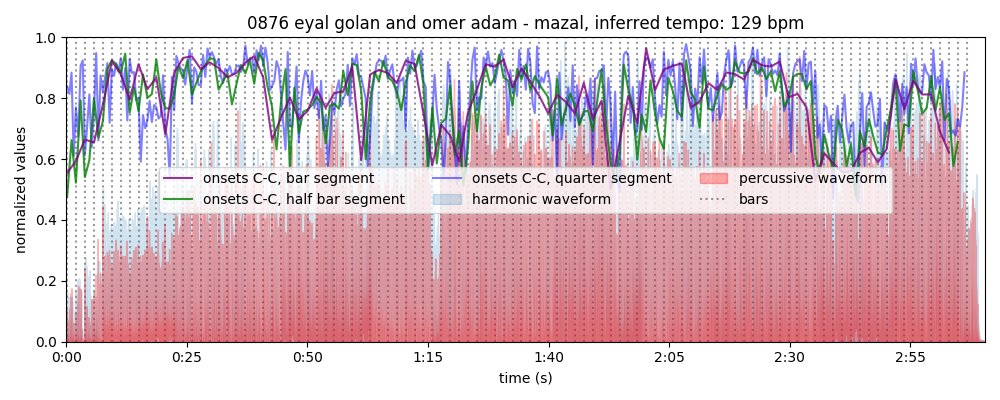 0876 eyal golan and omer adam - mazal, inferred tempo: 129 bpm
normalized values
1.0
0.8
0.6
0.4
0.2
0.0
onsets C-C, bar segment
onsets C-C, half bar segment
onsets C-C, quarter segment
harmonic waveform
percussive waveform
bars
0:00 0:25 0:50 1:15 1:40 2:05 2:30 2:55
time (s)